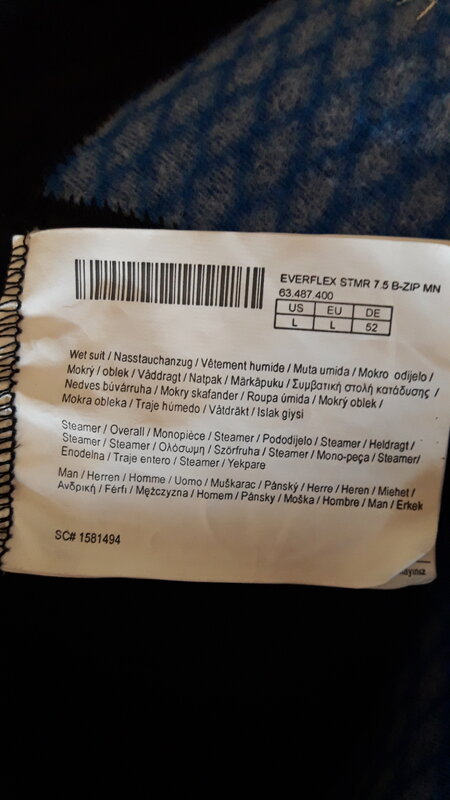 EVERFLEX STMR 7.5 B-ZIP MN
63.487.400
US EU DE
L L 52
Wet suit / Nasstauchanzug / Vêtement humide / Muta umida / Mokro odijelo /
Mokrý / oblek / Våddragt / Natpak / Märkäpuku / Συμβατική στολή κατάδυσης /
Nedves búvárruha / Mokry skafander / Roupa úmida / Mokrý oblek /
Mokra obleka / Traje húmedo / Våtdräkt / Islak giysi
Steamer / Overall / Monopièce / Steamer / Pododijelo / Steamer / Heldragt /
Steamer / Steamer / Ολόσωμη / Szörfruha / Steamer / Mono-peça / Steamer/
Enodelna / Traje entero / Steamer / Yekpare
Man / Herren / Homme / Uomo / Muškarac / Pánský / Herre / Heren / Miehet /
Ανδρική / Férfi / Mężczyzna / Homem / Pánsky / Moška / Hombre / Man / Erkek
SC# 1581494